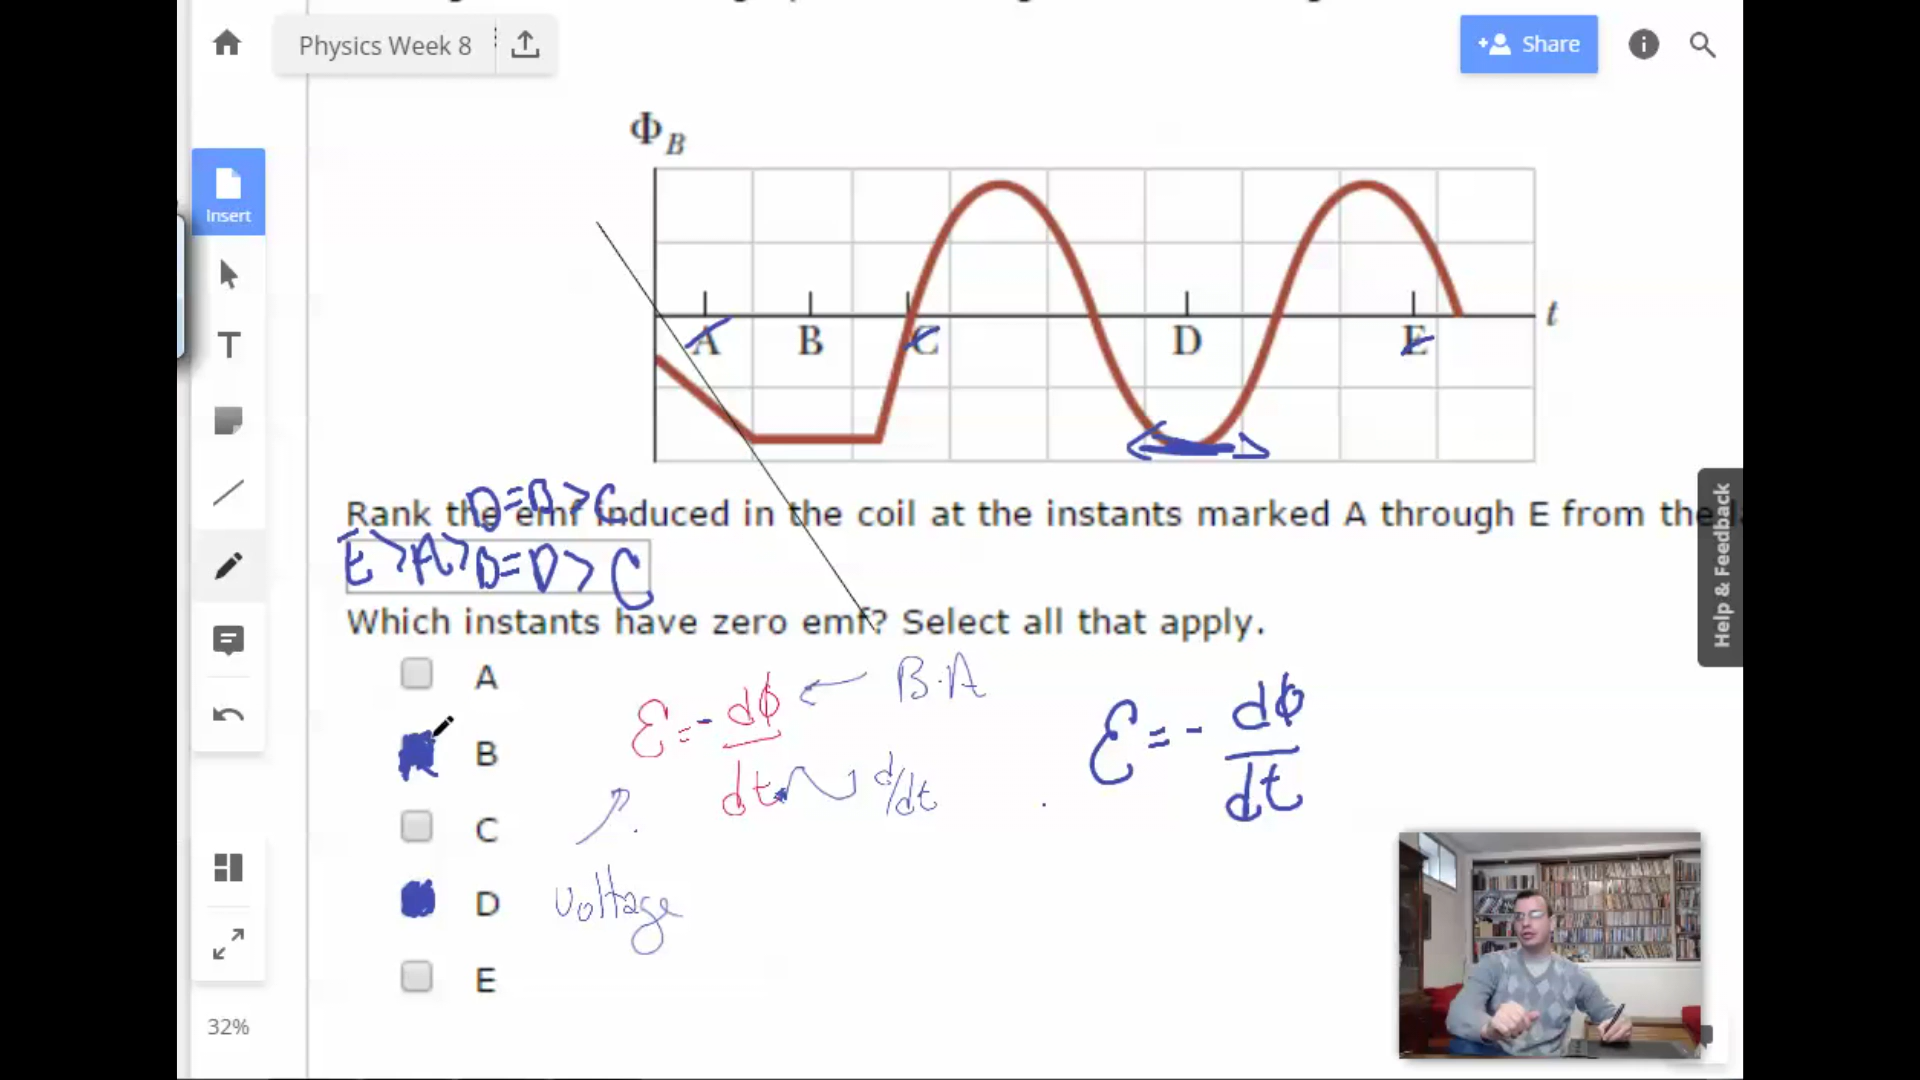 Physics Week 8
Share
Insert
Φ_B
t
A B C D E
D=B>C
Rank the emf induced in the coil at the instants marked A through E from the
E>A>B=D>C
Which instants have zero emf? Select all that apply.
A
B
C
D
E
ℰ=-dφ/dt
B·A
d/dt
voltage
ℰ=-dφ/dt
Help & Feedback
32%